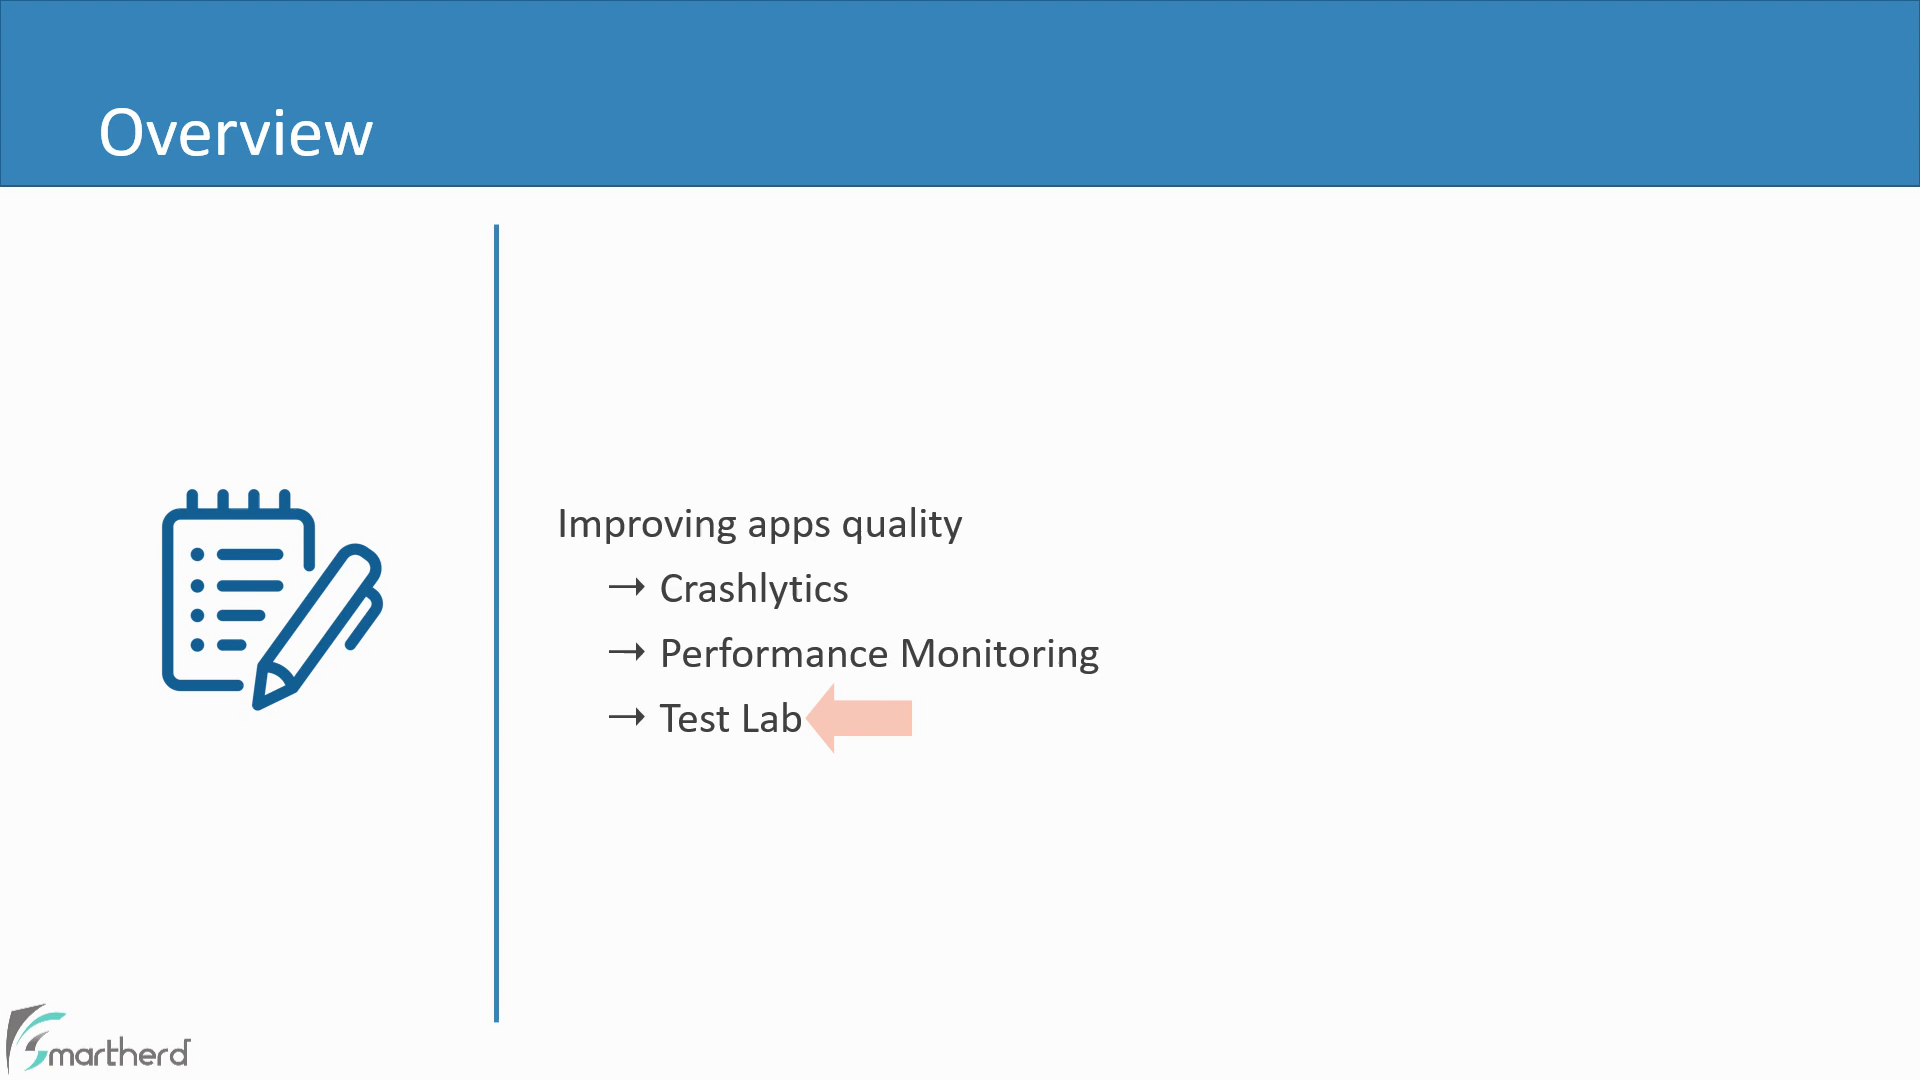 Overview
Improving apps quality
→ Crashlytics
→ Performance Monitoring
→ Test Lab
Smartherd